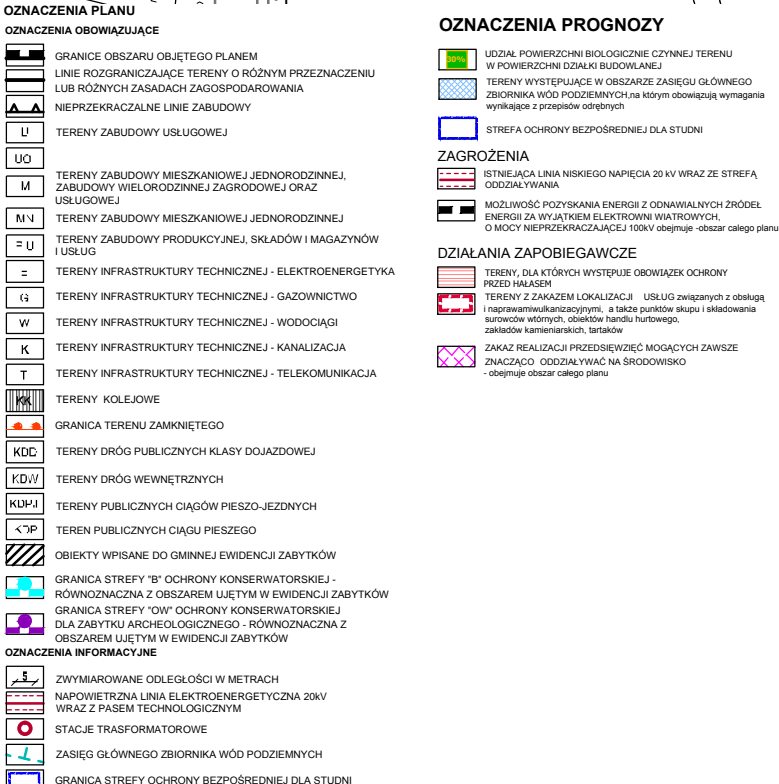 OZNACZENIA PLANU
OZNACZENIA OBOWIĄZUJĄCE
GRANICE OBSZARU OBJĘTEGO PLANEM
LINIE ROZGRANICZAJĄCE TERENY O RÓŻNYM PRZEZNACZENIU
LUB RÓŻNYCH ZASADACH ZAGOSPODAROWANIA
NIEPRZEKRACZALNE LINIE ZABUDOWY
U TERENY ZABUDOWY USŁUGOWEJ
UO
TERENY ZABUDOWY MIESZKANIOWEJ JEDNORODZINNEJ,
M ZABUDOWY WIELORODZINNEJ ZAGRODOWEJ ORAZ
USŁUGOWEJ
MN TERENY ZABUDOWY MIESZKANIOWEJ JEDNORODZINNEJ
TERENY ZABUDOWY PRODUKCYJNEJ, SKŁADÓW I MAGAZYNÓW
I USŁUG
TERENY INFRASTRUKTURY TECHNICZNEJ - ELEKTROENERGETYKA
G TERENY INFRASTRUKTURY TECHNICZNEJ - GAZOWNICTWO
W TERENY INFRASTRUKTURY TECHNICZNEJ - WODOCIĄGI
K TERENY INFRASTRUKTURY TECHNICZNEJ - KANALIZACJA
T TERENY INFRASTRUKTURY TECHNICZNEJ - TELEKOMUNIKACJA
KK TERENY KOLEJOWE
GRANICA TERENU ZAMKNIĘTEGO
KDD TERENY DRÓG PUBLICZNYCH KLASY DOJAZDOWEJ
KDW TERENY DRÓG WEWNĘTRZNYCH
KDPJ TERENY PUBLICZNYCH CIĄGÓW PIESZO-JEZDNYCH
KDP TEREN PUBLICZNYCH CIĄGU PIESZEGO
OBIEKTY WPISANE DO GMINNEJ EWIDENCJI ZABYTKÓW
GRANICA STREFY "B" OCHRONY KONSERWATORSKIEJ -
RÓWNOZNACZNA Z OBSZAREM UJĘTYM W EWIDENCJI ZABYTKÓW
GRANICA STREFY "OW" OCHRONY KONSERWATORSKIEJ
DLA ZABYTKU ARCHEOLOGICZNEGO - RÓWNOZNACZNA Z
OBSZAREM UJĘTYM W EWIDENCJI ZABYTKÓW
OZNACZENIA INFORMACYJNE
5 ZWYMIAROWANE ODLEGŁOŚCI W METRACH
NAPOWIETRZNA LINIA ELEKTROENERGETYCZNA 20kV
WRAZ Z PASEM TECHNOLOGICZNYM
STACJE TRASFORMATOROWE
ZASIĘG GŁÓWNEGO ZBIORNIKA WÓD PODZIEMNYCH
GRANICA STREFY OCHRONY BEZPOŚREDNIEJ DLA STUDNI
OZNACZENIA PROGNOZY
30% UDZIAŁ POWIERZCHNI BIOLOGICZNIE CZYNNEJ TERENU
W POWIERZCHNI DZIAŁKI BUDOWLANEJ
TERENY WYSTĘPUJĄCE W OBSZARZE ZASIĘGU GŁÓWNEGO
ZBIORNIKA WÓD PODZIEMNYCH,na którym obowiązują wymagania
wynikające z przepisów odrębnych
STREFA OCHRONY BEZPOŚREDNIEJ DLA STUDNI
ZAGROŻENIA
ISTNIEJĄCA LINIA NISKIEGO NAPIĘCIA 20 kV WRAZ ZE STREFĄ
ODDZIAŁYWANIA
MOŻLIWOŚĆ POZYSKANIA ENERGII Z ODNAWIALNYCH ŹRÓDEŁ
ENERGII ZA WYJĄTKIEM ELEKTROWNI WIATROWYCH,
O MOCY NIEPRZEKRACZAJĄCEJ 100kV obejmuje -obszar calego planu
DZIAŁANIA ZAPOBIEGAWCZE
TERENY, DLA KTÓRYCH WYSTĘPUJE OBOWIĄZEK OCHRONY
PRZED HAŁASEM
TERENY Z ZAKAZEM LOKALIZACJI USŁUG związanych z obsługą
i naprawamiwulkanizacyjnymi, a także punktów skupu i składowania
surowców wtórnych, obiektów handlu hurtowego,
zakładów kamieniarskich, tartaków
ZAKAZ REALIZACJI PRZEDSIĘWZIĘĆ MOGĄCYCH ZAWSZE
ZNACZĄCO ODDZIAŁYWAĆ NA ŚRODOWISKO
- obejmuje obszar całego planu